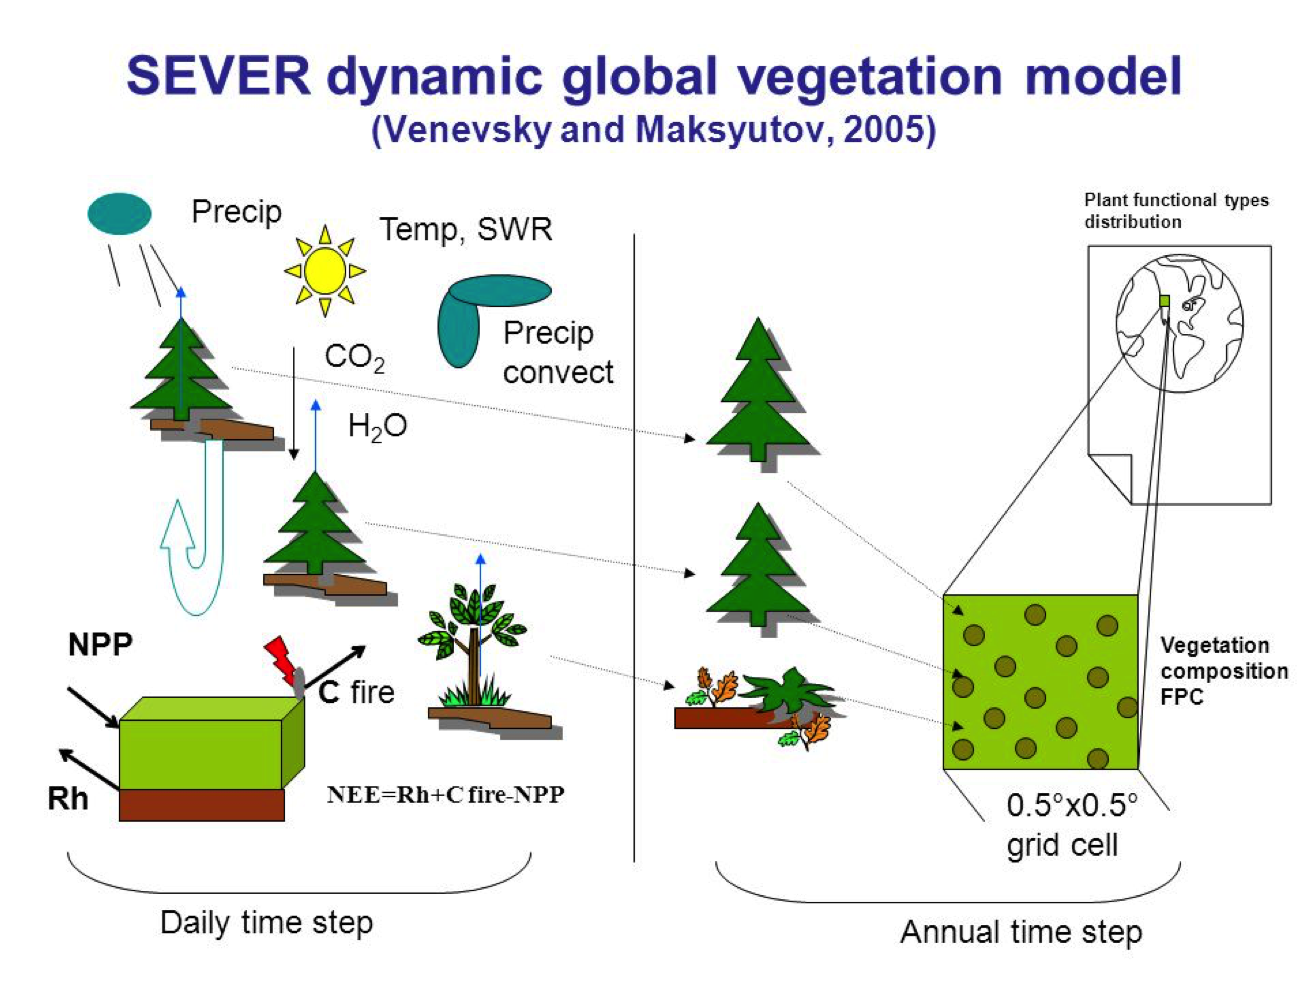 SEVER dynamic global vegetation model
(Venevsky and Maksyutov, 2005)
Precip
Temp, SWR
Precip
convect
CO₂
H₂O
NPP
C fire
Rh
NEE=Rh+C fire-NPP
Daily time step
Plant functional types
distribution
Vegetation
composition
FPC
0.5°x0.5°
grid cell
Annual time step